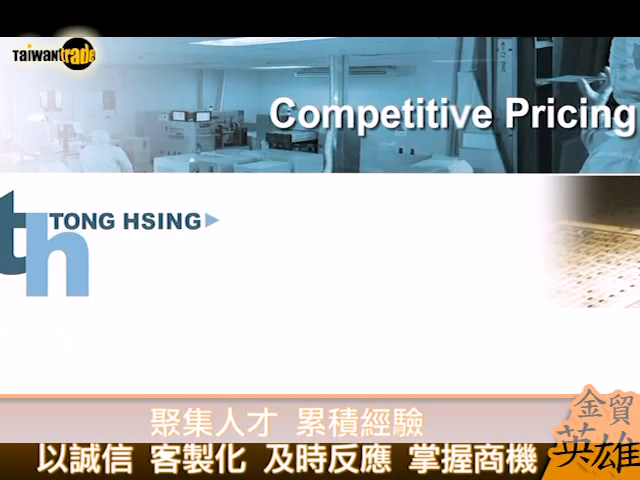 Taiwantrade
Competitive Pricing
th
TONG HSING
聚集人才 累積經驗
金貿
英雄
以誠信 客製化 及時反應 掌握商機